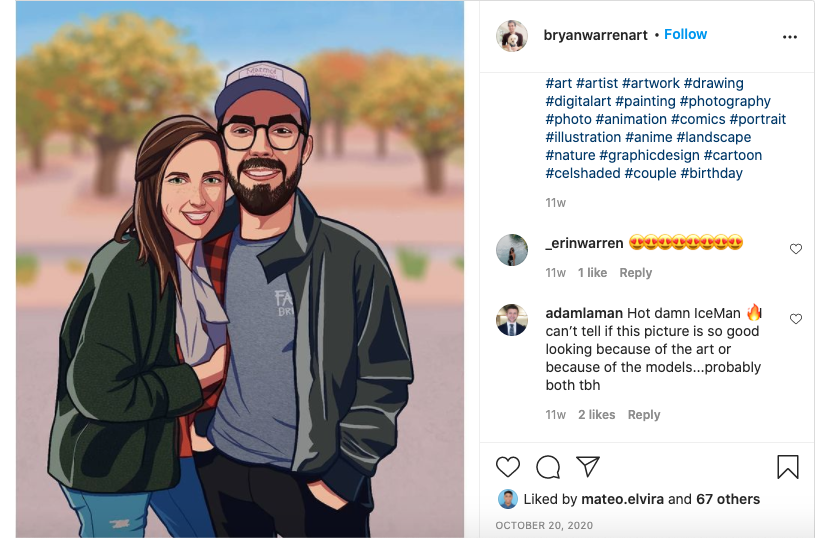 bryanwarrenart • Follow
#art #artist #artwork #drawing
#digitalart #painting #photography
#photo #animation #comics #portrait
#illustration #anime #landscape
#nature #graphicdesign #cartoon
#celshaded #couple #birthday
11w
_erinwarren 😍😍😍😍😍😍😍😍
11w 1 like Reply
adamlaman Hot damn IceMan 🔥I
can't tell if this picture is so good
looking because of the art or
because of the models...probably
both tbh
11w 2 likes Reply
Liked by mateo.elvira and 67 others
OCTOBER 20, 2020
Marmot
FA